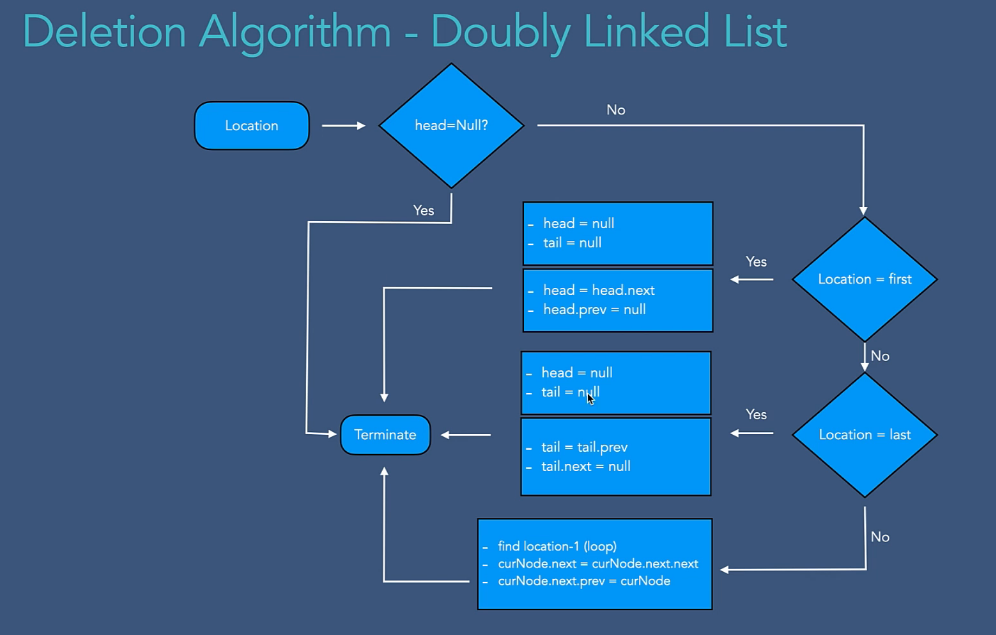 Deletion Algorithm - Doubly Linked List
Location
head=Null?
No
Yes
- head = null
- tail = null
- head = head.next
- head.prev = null
Yes
Location = first
No
- head = null
- tail = null
- tail = tail.prev
- tail.next = null
Yes
Location = last
Terminate
No
- find location-1 (loop)
- curNode.next = curNode.next.next
- curNode.next.prev = curNode